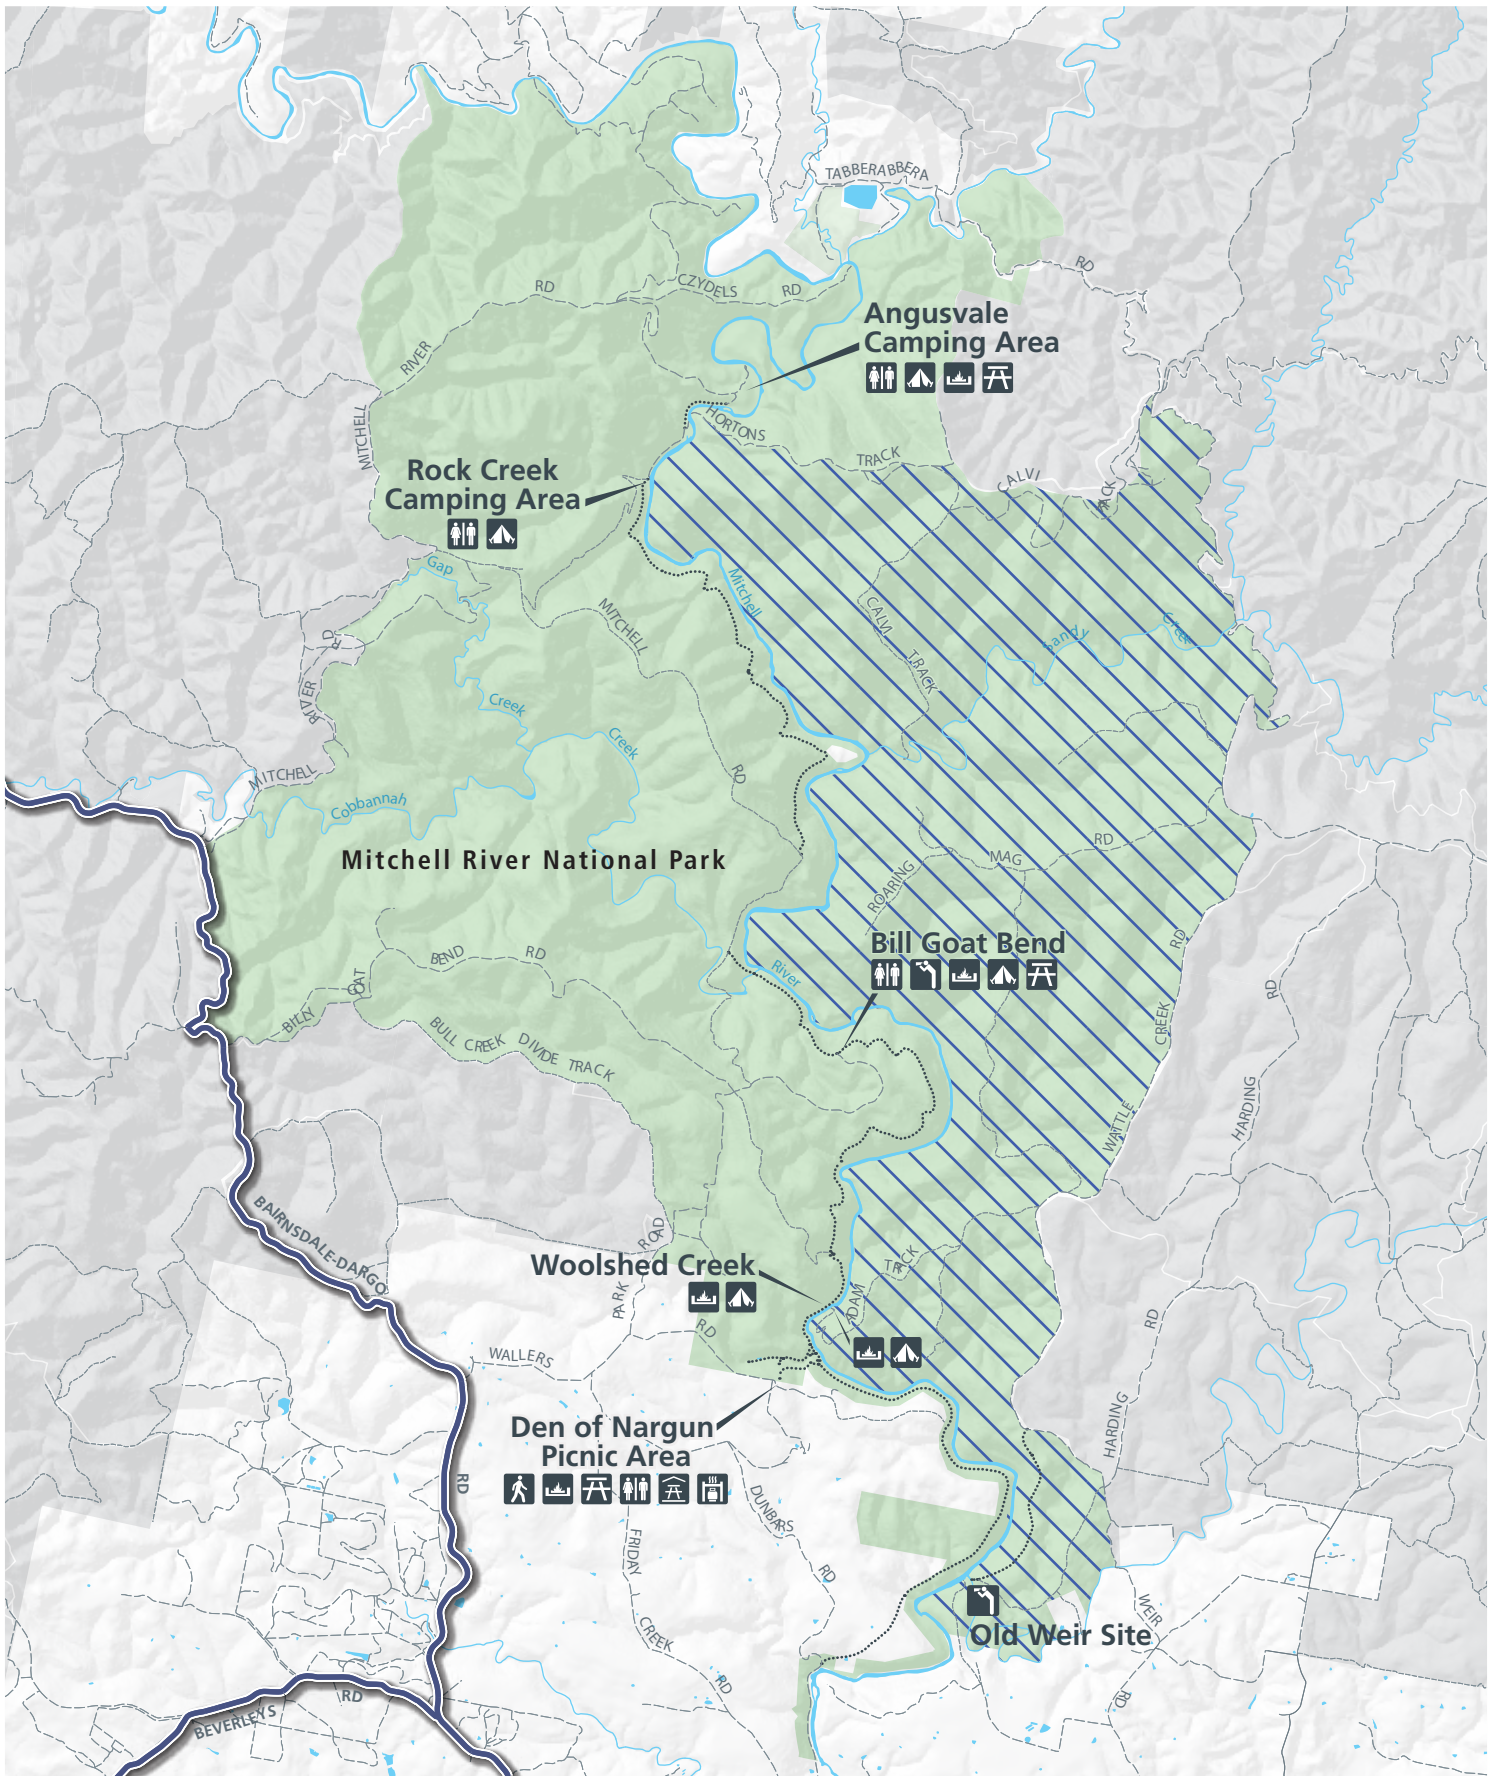 TABBERABBERA
RD
RD
CZYDELS
RD
Angusvale
Camping Area
RIVER
MITCHELL
HORTONS
TRACK
CALVI
Rock Creek
Camping Area
Gap
Mitchell
MITCHELL
CALVI
TRACK
Sandy
Creek
RD
RIVER
Creek
Creek
MITCHELL
RD
Cobbannah
Mitchell River National Park
MAG
RD
ROARING
Bill Goat Bend
RD
BEND
RD
GOAT
River
BILLY
BULL CREEK
DIVIDE TRACK
RD
CREEK
HARDING
WATTLE
BAIRNSDALE-DARGO
ROAD
PARK
Woolshed Creek
TRACK
DAM
RD
RD
WALLERS
HARDING
Den of Nargun
Picnic Area
RD
DUNBARS
FRIDAY
RD
CREEK
WEIR
Old Weir Site
RD
RD
RD
BEVERLEYS